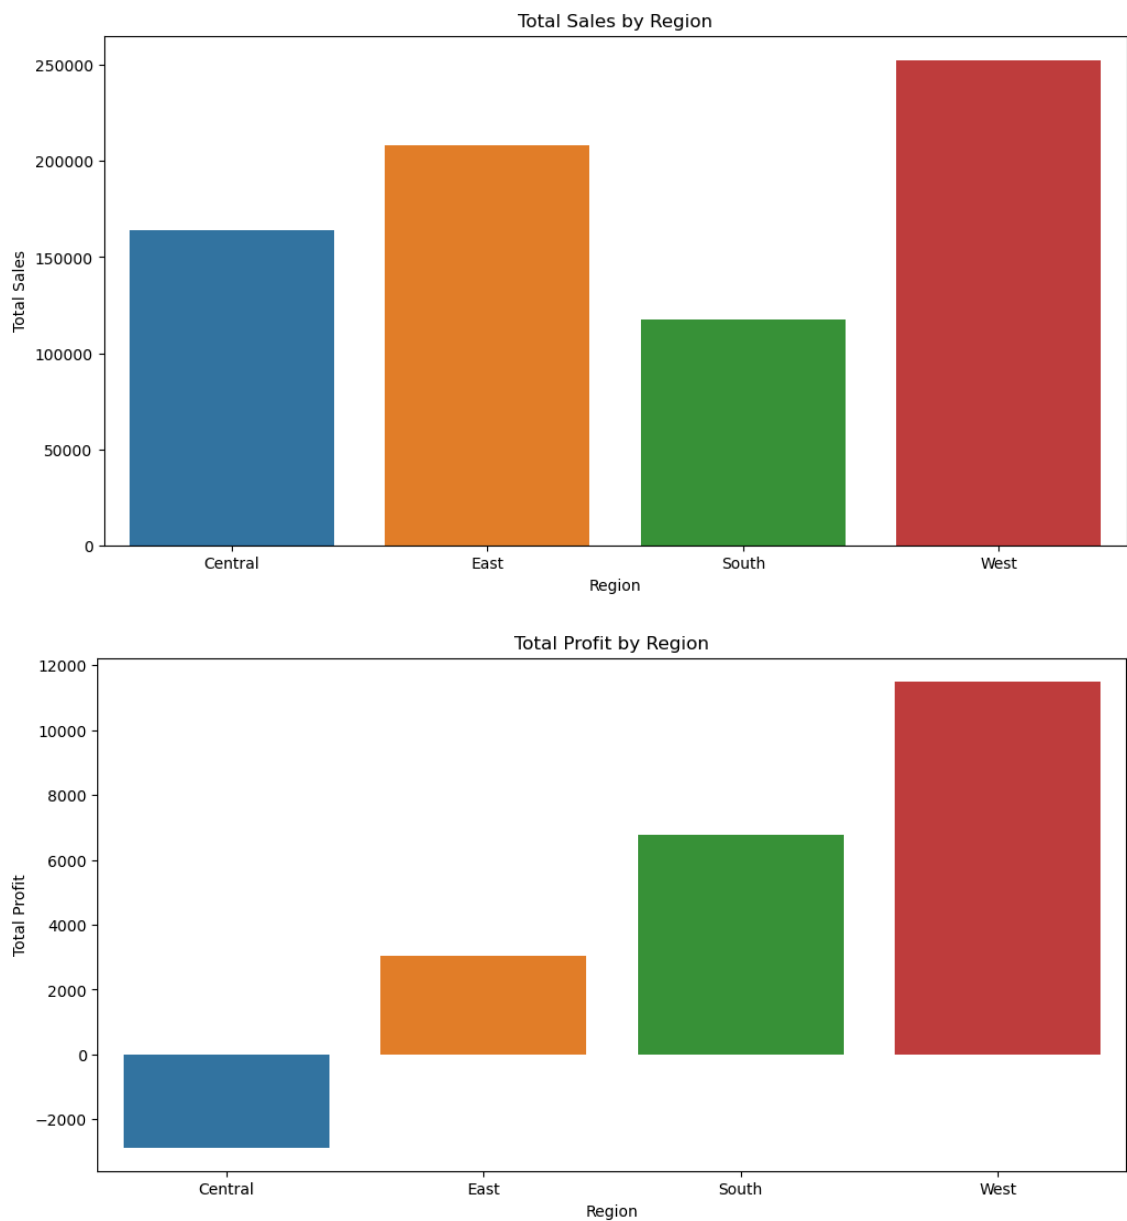 Total Sales by Region
250000
200000
150000
100000
50000
0
Total Sales
Central East South West
Region
Total Profit by Region
12000
10000
8000
6000
4000
2000
0
−2000
Total Profit
Central East South West
Region